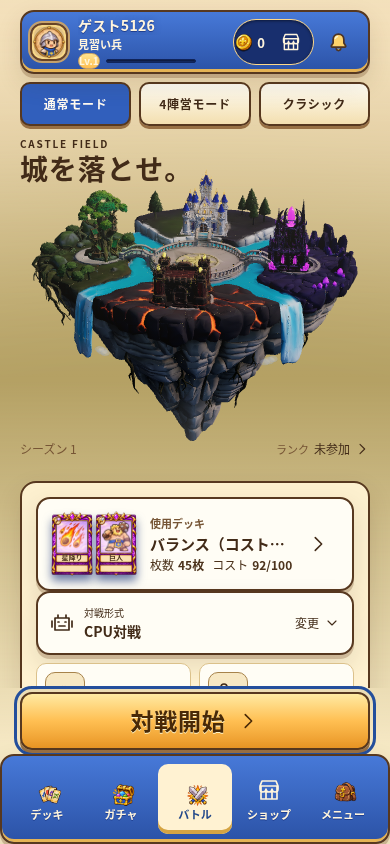 ゲスト5126
見習い兵
Lv.1
0
通常モード
4陣営モード
クラシック
CASTLE FIELD
城を落とせ。
シーズン 1
ランク 未参加
使用デッキ
バランス（コスト…
枚数 45枚 コスト 92/100
星降り
巨人
対戦形式
CPU対戦
変更
対戦開始
デッキ
ガチャ
バトル
ショップ
メニュー